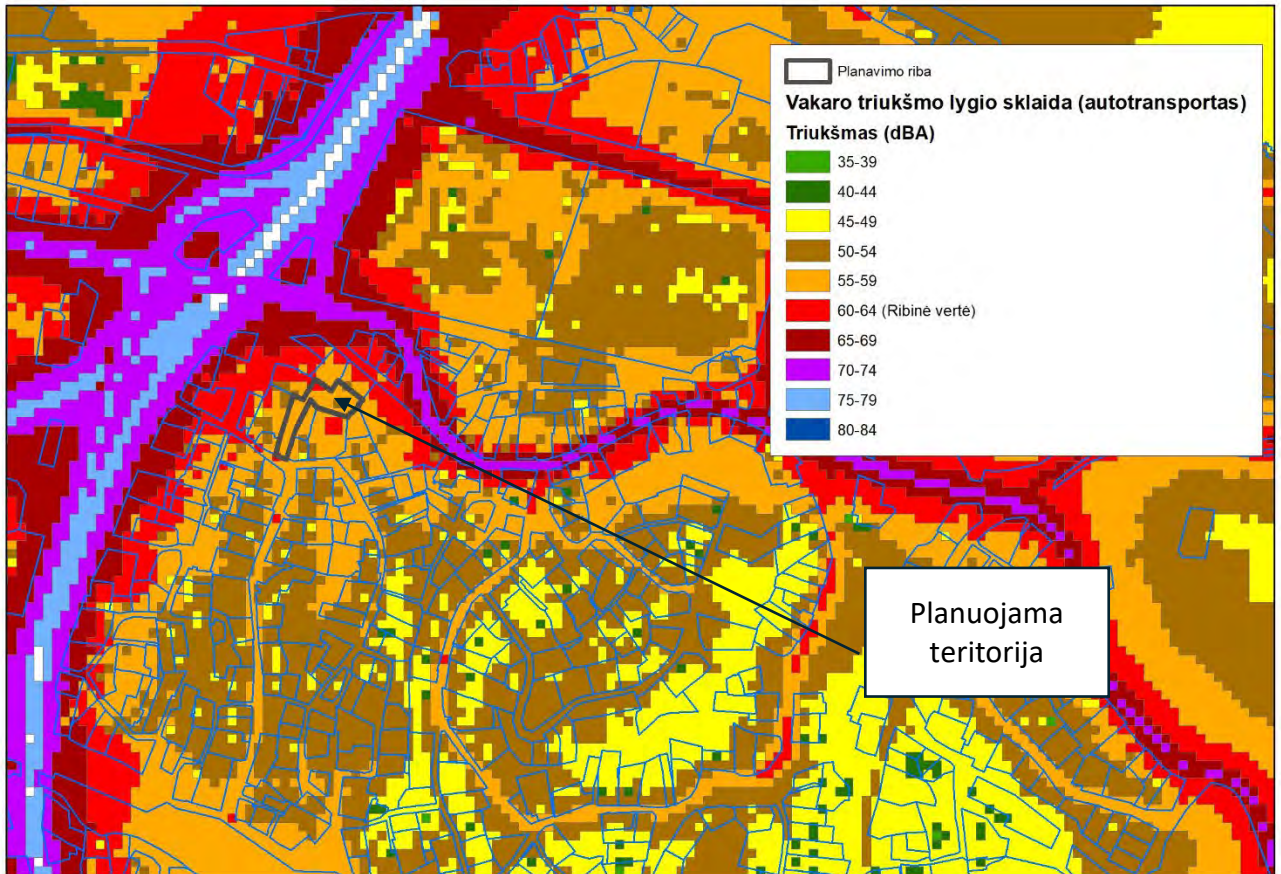 Planavimo riba
Vakaro triukšmo lygio sklaida (autotransportas)
Triukšmas (dBA)
35-39
40-44
45-49
50-54
55-59
60-64 (Ribinė vertė)
65-69
70-74
75-79
80-84
Planuojama
teritorija